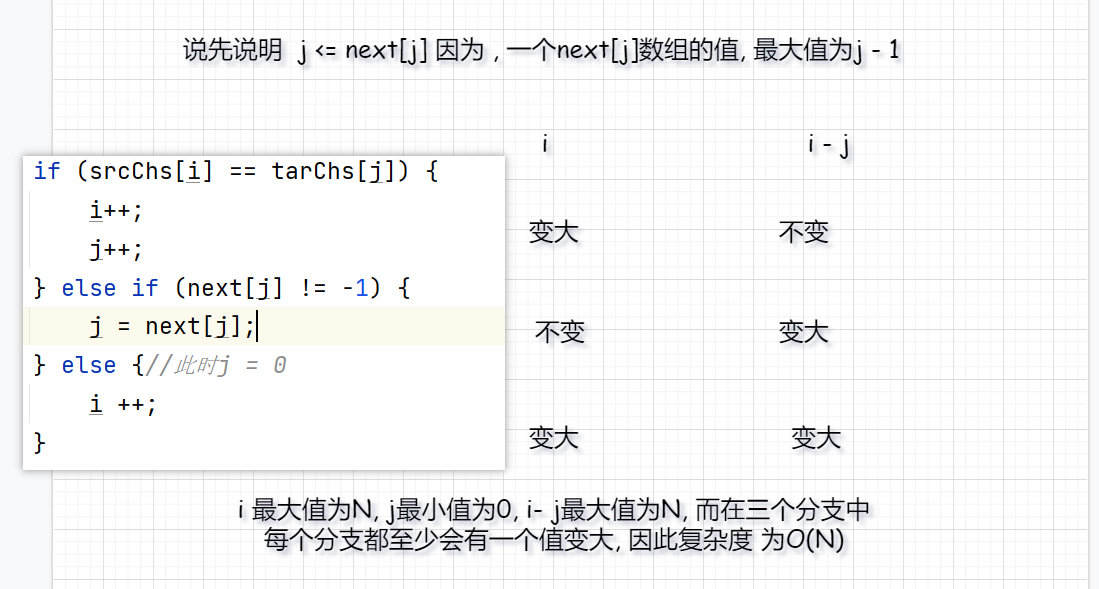 说先说明 j <= next[j] 因为 , 一个next[j]数组的值, 最大值为j - 1
i i - j
if (srcChs[i] == tarChs[j]) {
i++;
变大 不变
j++;
} else if (next[j] != -1) {
j = next[j];
不变 变大
} else {//此时j = 0
i ++;
变大 变大
}
i 最大值为N, j最小值为0, i- j最大值为N, 而在三个分支中
每个分支都至少会有一个值变大, 因此复杂度 为O(N)